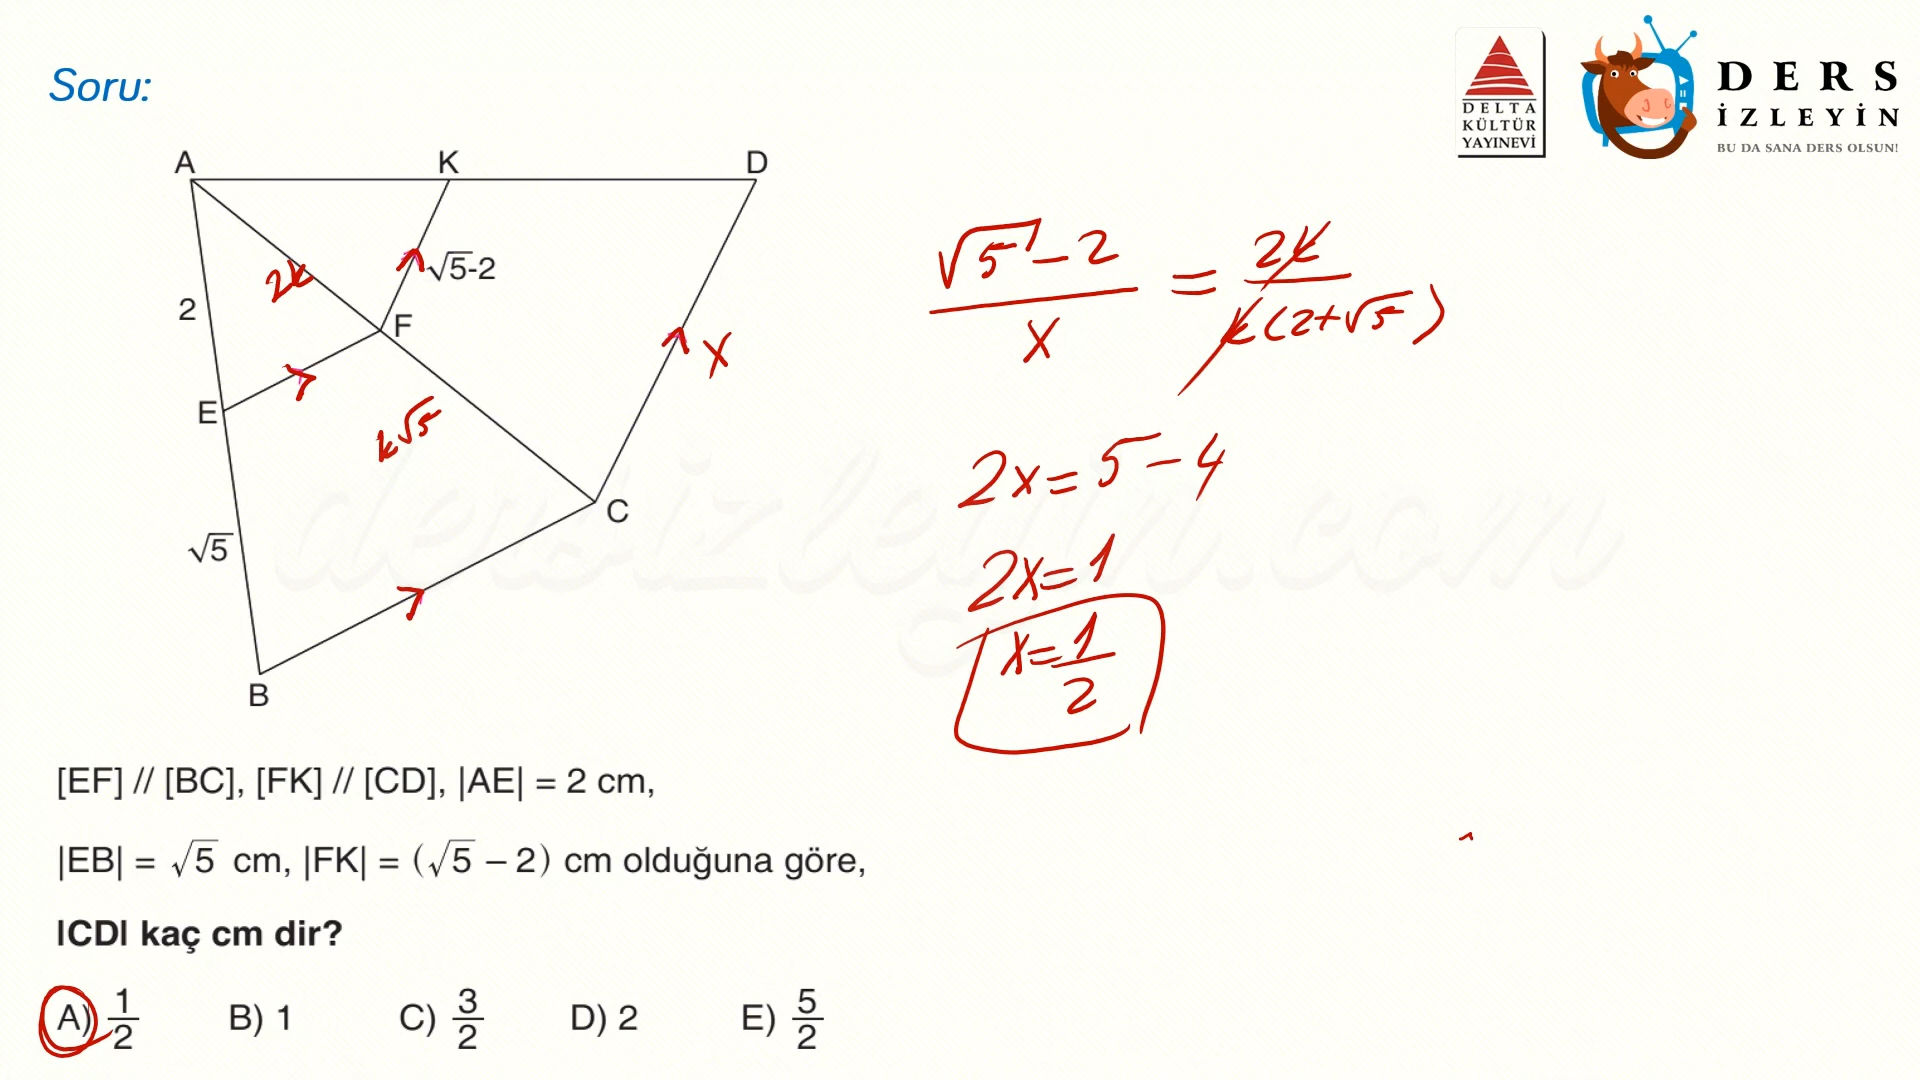 Soru:
DELTA
KÜLTÜR
YAYINEVİ
DERS
İZLEYİN
BU DA SANA DERS OLSUN!
A
K
D
2k
√5-2
2
F
x
E
k√5
C
√5
B
(√5 - 2)/x = 2k/k(2+√5)
2x = 5 - 4
2x = 1
x = 1/2
dersizleyin.com
[EF] // [BC], [FK] // [CD], |AE| = 2 cm,
|EB| = √5 cm, |FK| = (√5 – 2) cm olduğuna göre,
|CD| kaç cm dir?
A) 1/2 B) 1 C) 3/2 D) 2 E) 5/2